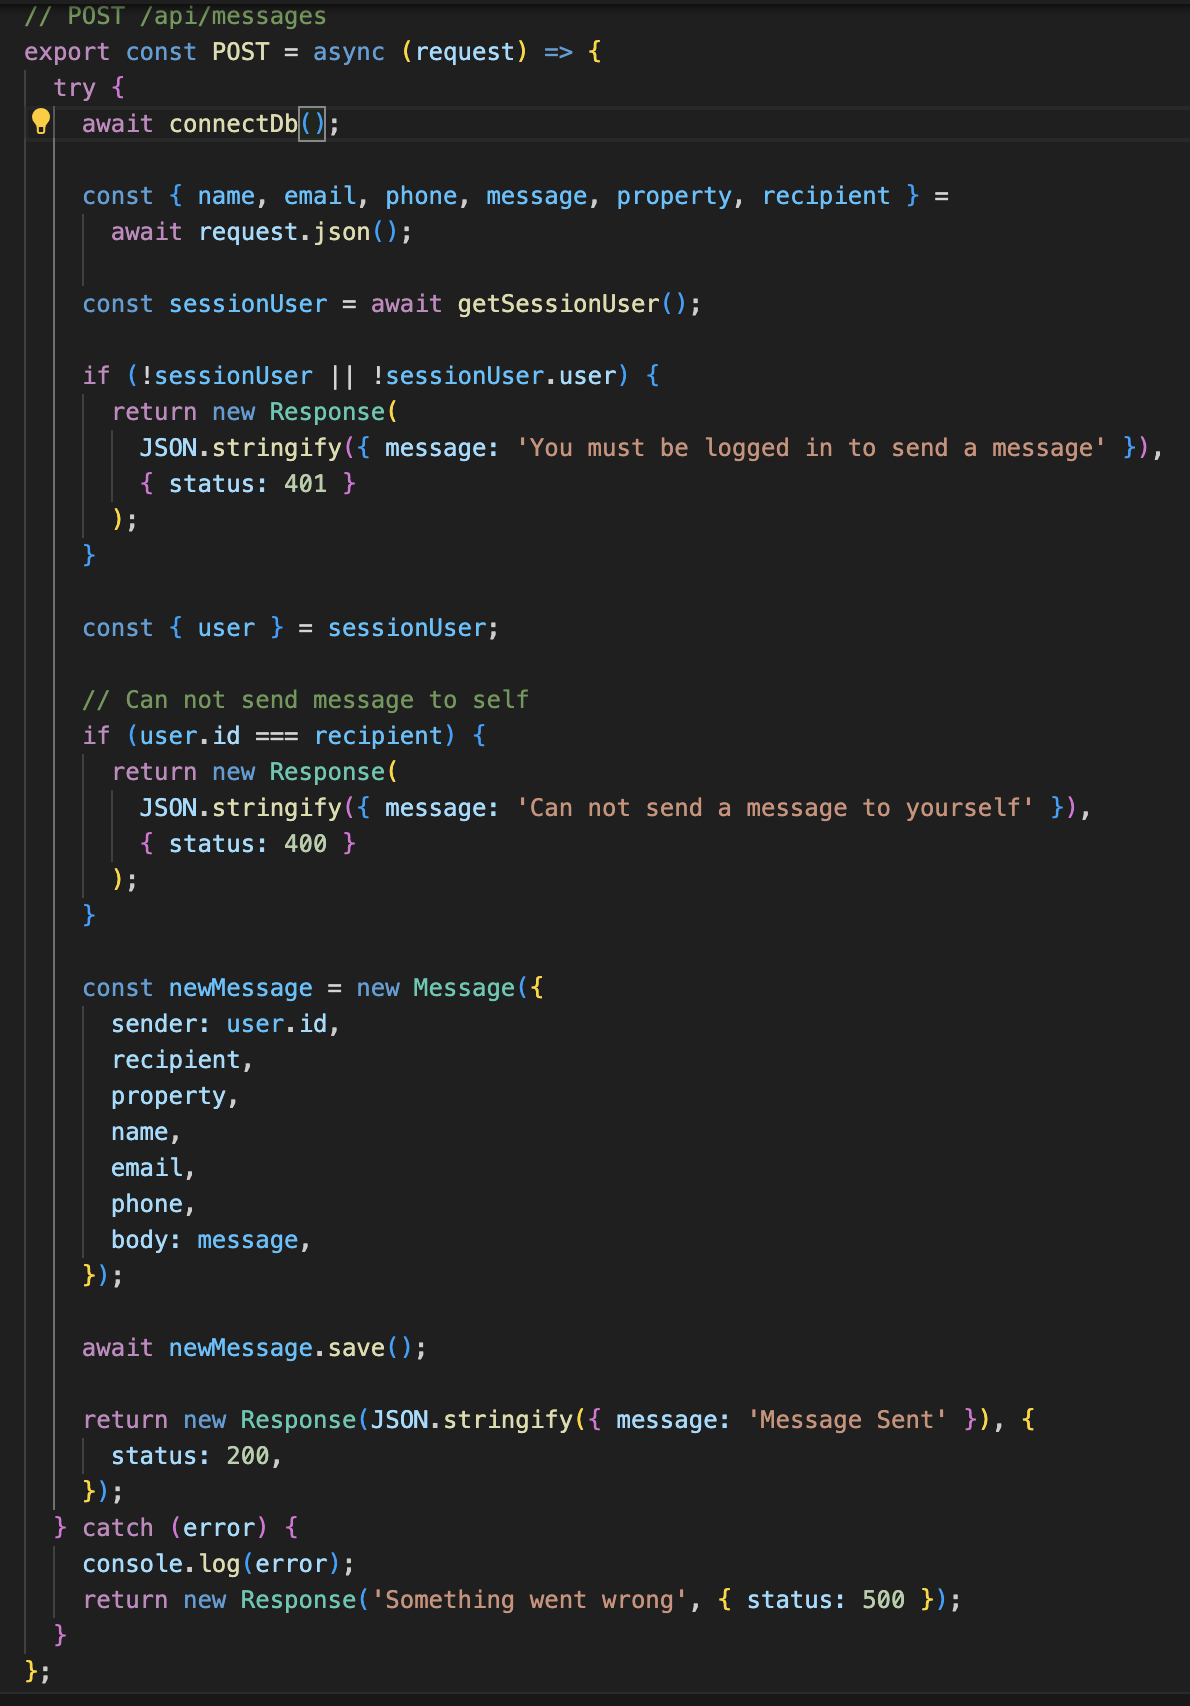 // POST /api/messages
export const POST = async (request) => {
  try {
    await connectDb();

    const { name, email, phone, message, property, recipient } =
      await request.json();

    const sessionUser = await getSessionUser();

    if (!sessionUser || !sessionUser.user) {
      return new Response(
        JSON.stringify({ message: 'You must be logged in to send a message' }),
        { status: 401 }
      );
    }

    const { user } = sessionUser;

    // Can not send message to self
    if (user.id === recipient) {
      return new Response(
        JSON.stringify({ message: 'Can not send a message to yourself' }),
        { status: 400 }
      );
    }

    const newMessage = new Message({
      sender: user.id,
      recipient,
      property,
      name,
      email,
      phone,
      body: message,
    });

    await newMessage.save();

    return new Response(JSON.stringify({ message: 'Message Sent' }), {
      status: 200,
    });
  } catch (error) {
    console.log(error);
    return new Response('Something went wrong', { status: 500 });
  }
};